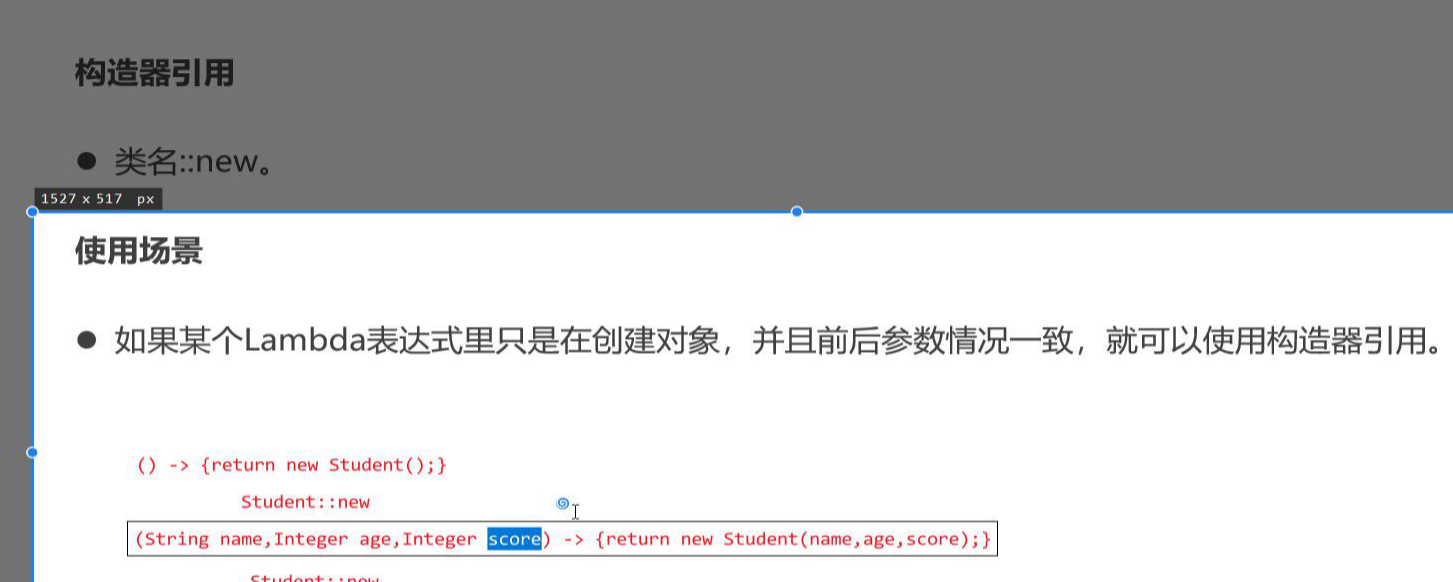 构造器引用
● 类名::new。
1527 x 517 px
使用场景
● 如果某个Lambda表达式里只是在创建对象，并且前后参数情况一致，就可以使用构造器引用。
() -> {return new Student();}
Student::new
(String name,Integer age,Integer score) -> {return new Student(name,age,score);}
Student::new